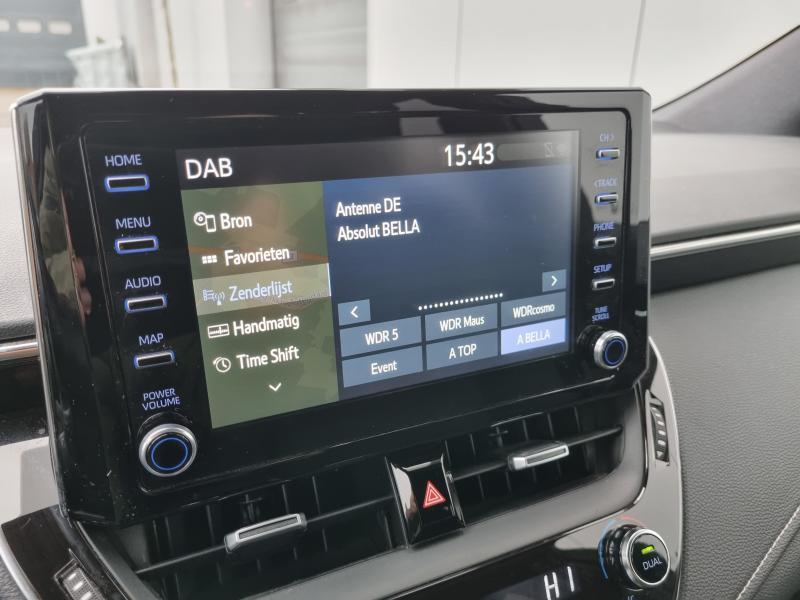 HOME
MENU
AUDIO
MAP
POWER
VOLUME
DAB
15:43
Bron
Favorieten
Zenderlijst
Handmatig
Time Shift
Antenne DE
Absolut BELLA
WDR 5
WDR Maus
WDRcosmo
Event
A TOP
A BELLA
CH >
< TRACK
PHONE
SETUP
TUNE
SCROLL
HI
DUAL